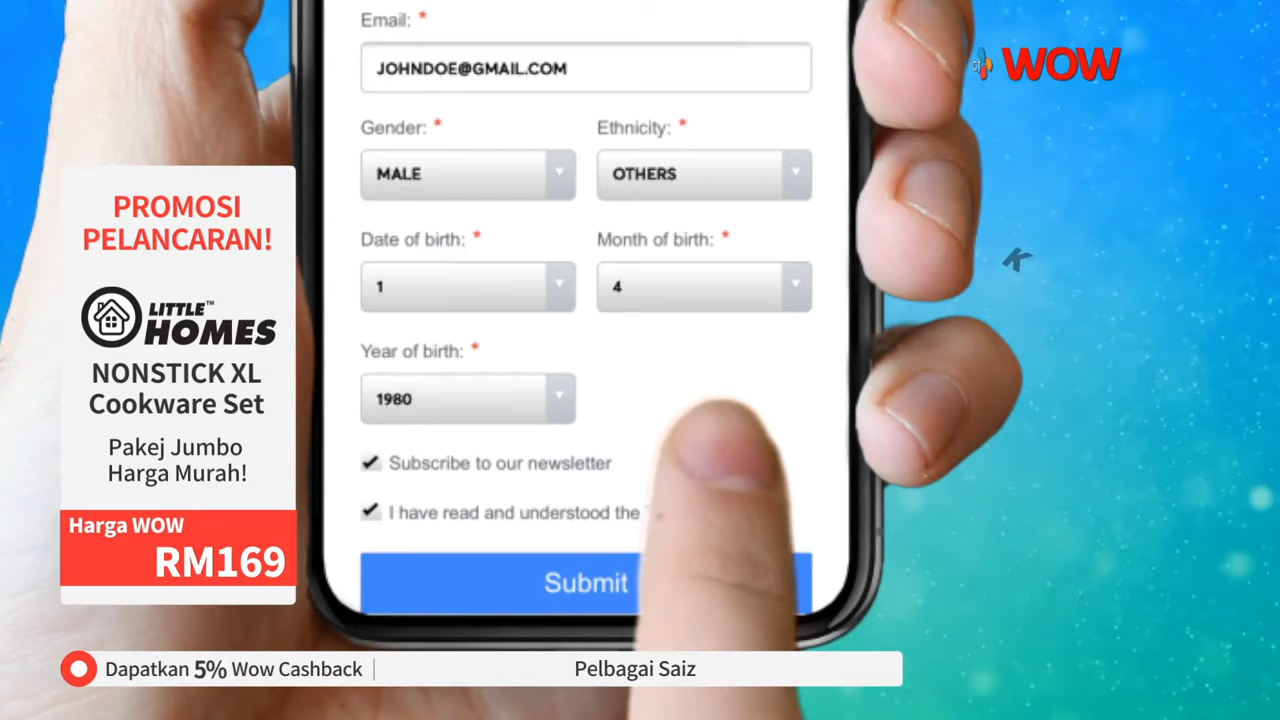 Email: *
JOHNDOE@GMAIL.COM
Gender: *
Ethnicity: *
MALE
OTHERS
Date of birth: *
Month of birth: *
1
4
Year of birth: *
1980
Subscribe to our newsletter
I have read and understood the
Submit
WOW
K
PROMOSI
PELANCARAN!
LITTLE™
HOMES
NONSTICK XL
Cookware Set
Pakej Jumbo
Harga Murah!
Harga WOW
RM169
Dapatkan 5% Wow Cashback
Pelbagai Saiz